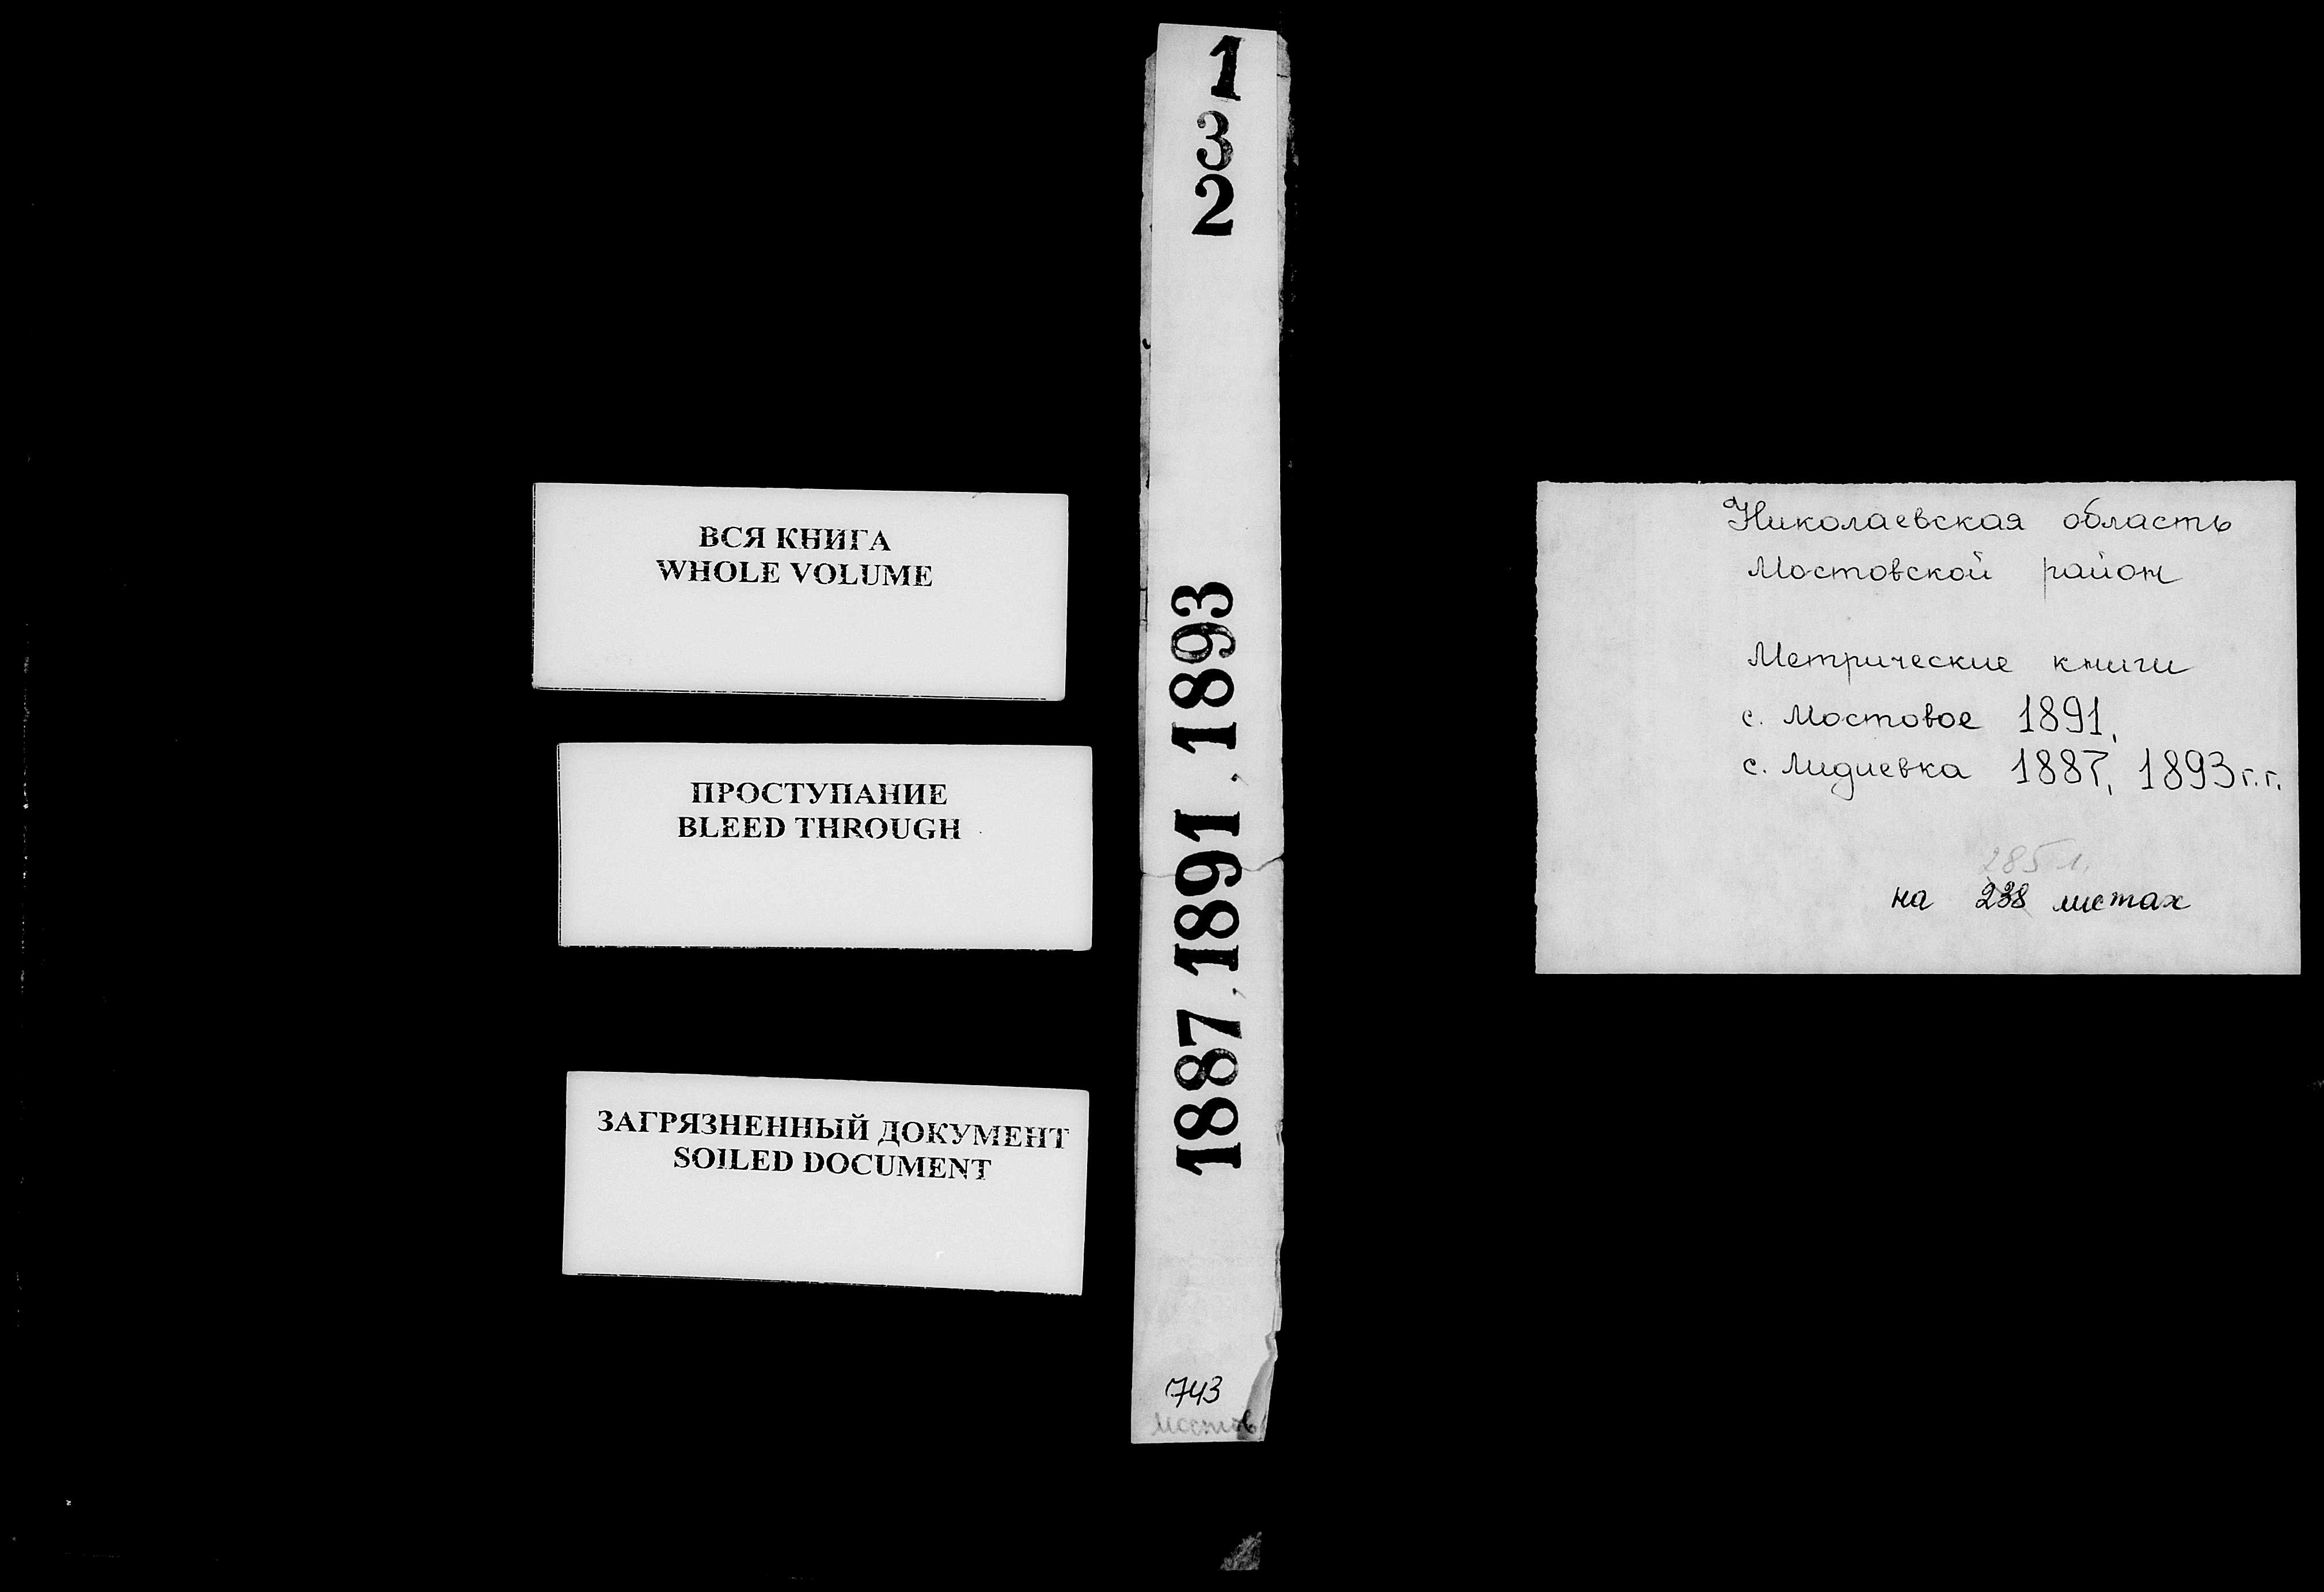 ВСЯ КНИГА
WHOLE VOLUME
ПРОСТУПАНИЕ
BLEED THROUGH
ЗАГРЯЗНЕННЫЙ ДОКУМЕНТ
SOILED DOCUMENT
1
3
2
1887, 1891, 1893
743
Мостов
Николаевская область
Мостовской район
Метрические книги
с. Мостовое 1891,
с. Лидиевка 1887, 1893 г.г.
285 л.
на 238 листах